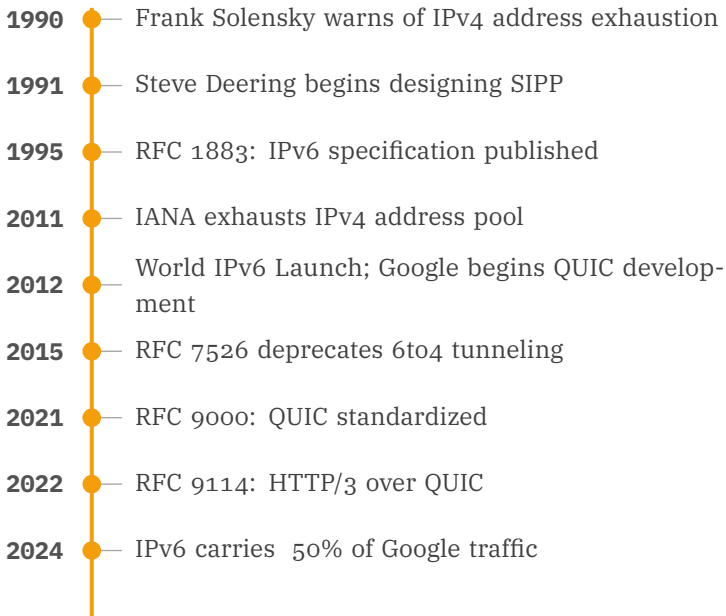 1990 Frank Solensky warns of IPv4 address exhaustion
1991 Steve Deering begins designing SIPP
1995 RFC 1883: IPv6 specification published
2011 IANA exhausts IPv4 address pool
2012 World IPv6 Launch; Google begins QUIC develop-
ment
2015 RFC 7526 deprecates 6to4 tunneling
2021 RFC 9000: QUIC standardized
2022 RFC 9114: HTTP/3 over QUIC
2024 IPv6 carries 50% of Google traffic